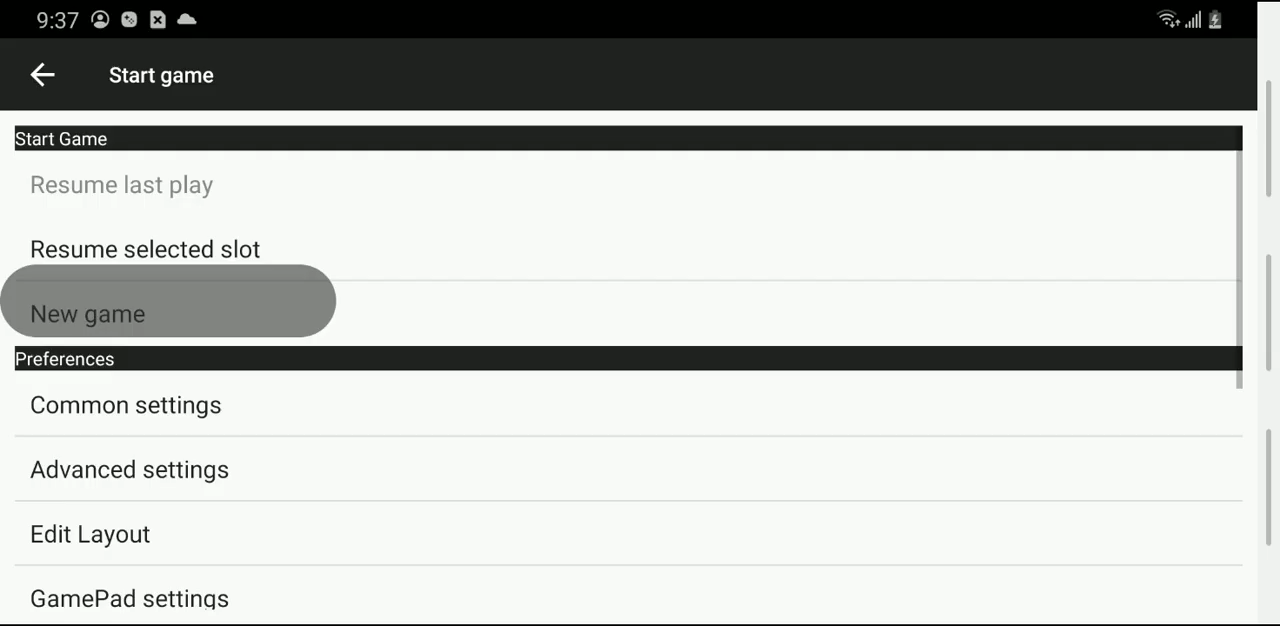 9:37
Start game
Start Game
Resume last play
Resume selected slot
New game
Preferences
Common settings
Advanced settings
Edit Layout
GamePad settings